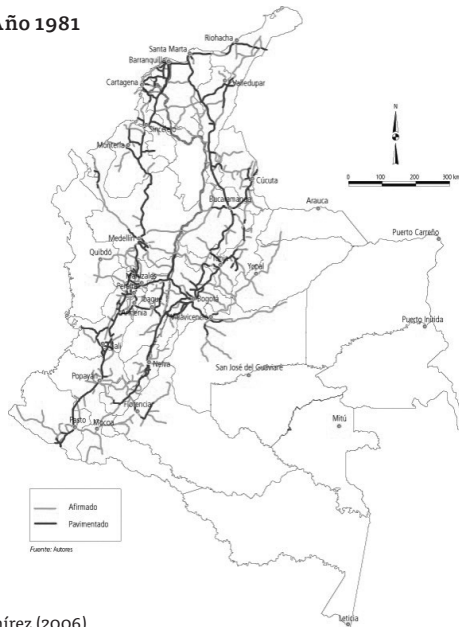 Año 1981
Riohacha
Santa Marta
Barranquilla
Cartagena
Valledupar
Sincelejo
Montería
N
0 100 200 300 km
Cúcuta
Bucaramanga
Arauca
Puerto Carreño
Medellín
Quibdó
Yopal
Manizales
Pereira
Ibagué
Bogotá
Armenia
Villavicencio
Puerto Inírida
Cali
Neiva
San José del Guaviare
Popayán
Florencia
Mitú
Pasto
Mocoa
Afirmado
Pavimentado
Fuente: Autores
Leticia
(2006)